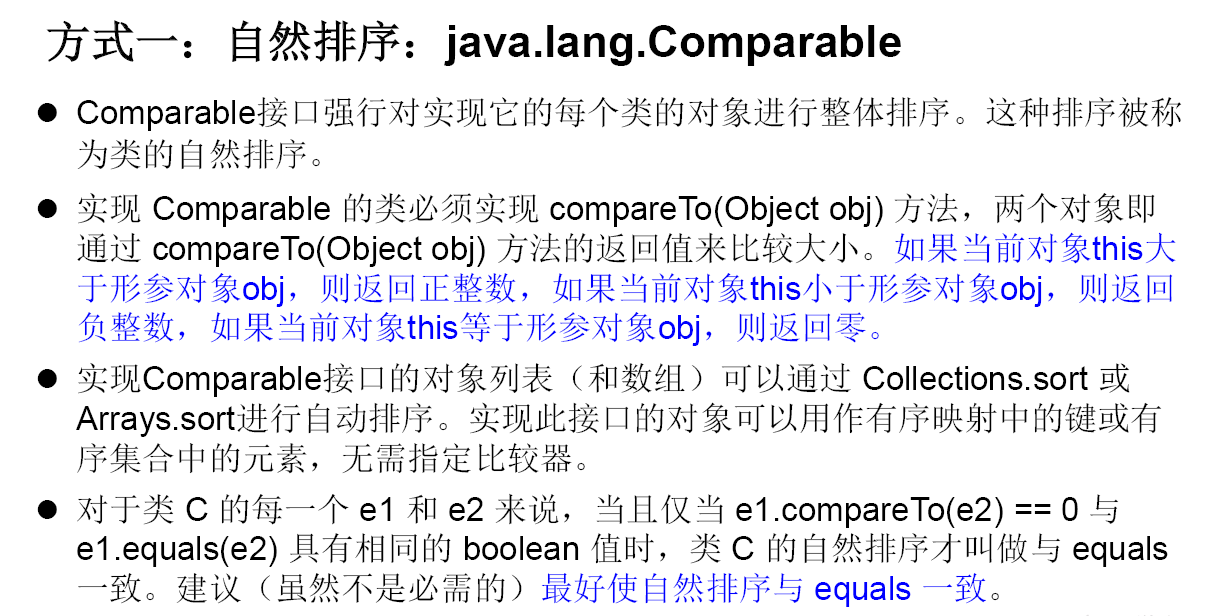 方式一：自然排序：java.lang.Comparable
● Comparable接口强行对实现它的每个类的对象进行整体排序。这种排序被称
为类的自然排序。
● 实现 Comparable 的类必须实现 compareTo(Object obj) 方法，两个对象即
通过 compareTo(Object obj) 方法的返回值来比较大小。如果当前对象this大
于形参对象obj，则返回正整数，如果当前对象this小于形参对象obj，则返回
负整数，如果当前对象this等于形参对象obj，则返回零。
● 实现Comparable接口的对象列表（和数组）可以通过 Collections.sort 或
Arrays.sort进行自动排序。实现此接口的对象可以用作有序映射中的键或有
序集合中的元素，无需指定比较器。
● 对于类 C 的每一个 e1 和 e2 来说，当且仅当 e1.compareTo(e2) == 0 与
e1.equals(e2) 具有相同的 boolean 值时，类 C 的自然排序才叫做与 equals
一致。建议（虽然不是必需的）最好使自然排序与 equals 一致。